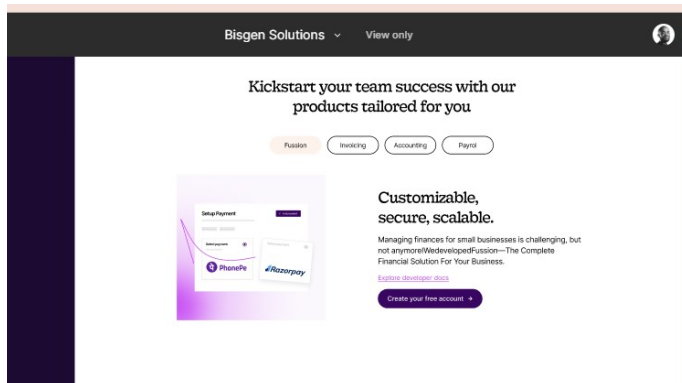 Bisgen Solutions
View only
Kickstart your team success with our
products tailored for you
Fussion
Invoicing
Accounting
Payrol
Setup Payment
PhonePe
Razorpay
Customizable,
secure, scalable.
Managing finances for small businesses is challenging, but
not anymore!WedevelopedFussion—The Complete
Financial Solution For Your Business.
Explore developer docs
Create your free account →